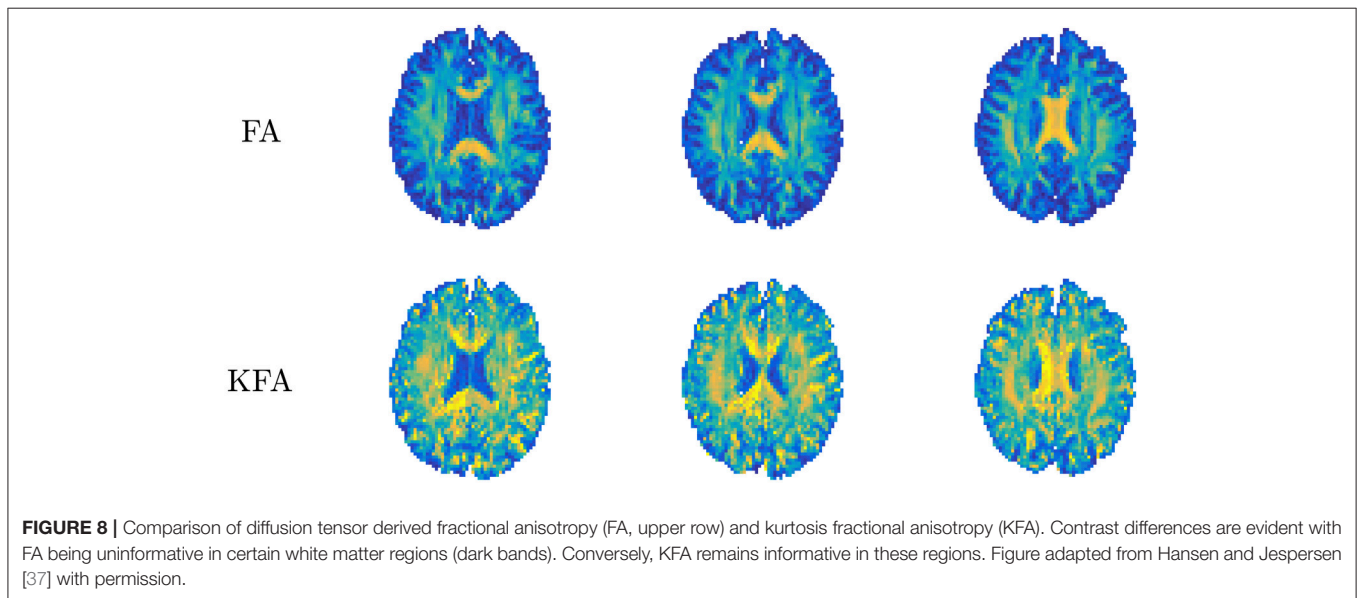 FA
KFA
FIGURE 8 | Comparison of diffusion tensor derived fractional anisotropy (FA, upper row) and kurtosis fractional anisotropy (KFA). Contrast differences are evident with
FA being uninformative in certain white matter regions (dark bands). Conversely, KFA remains informative in these regions. Figure adapted from Hansen and Jespersen
[37] with permission.